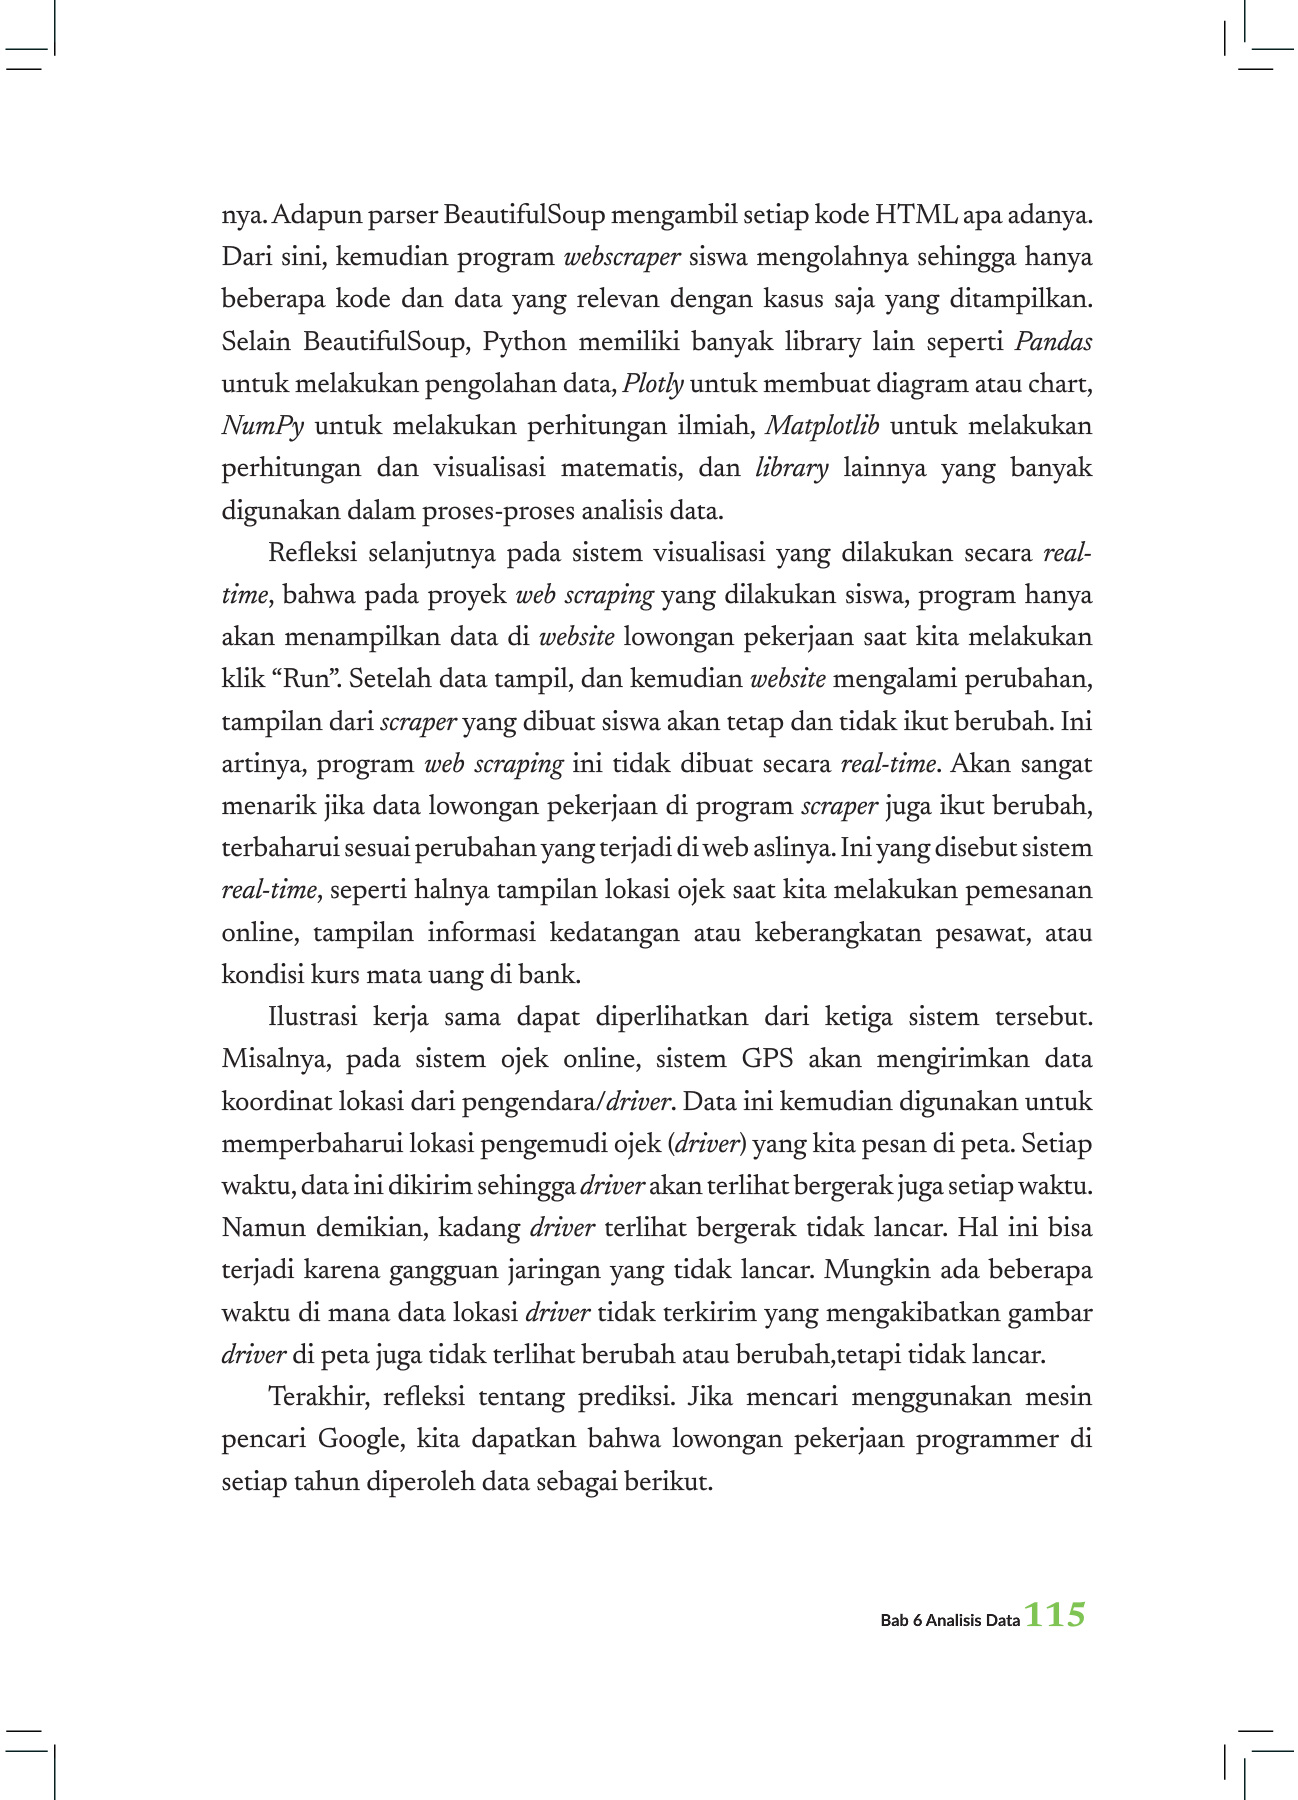 nya. Adapun parser BeautifulSoup mengambil setiap kode HTML apa adanya.
Dari sini, kemudian program webscraper siswa mengolahnya sehingga hanya
beberapa kode dan data yang relevan dengan kasus saja yang ditampilkan.
Selain BeautifulSoup, Python memiliki banyak library lain seperti Pandas
untuk melakukan pengolahan data, Plotly untuk membuat diagram atau chart,
NumPy untuk melakukan perhitungan ilmiah, Matplotlib untuk melakukan
perhitungan dan visualisasi matematis, dan library lainnya yang banyak
digunakan dalam proses-proses analisis data.
Refleksi selanjutnya pada sistem visualisasi yang dilakukan secara real-
time, bahwa pada proyek web scraping yang dilakukan siswa, program hanya
akan menampilkan data di website lowongan pekerjaan saat kita melakukan
klik “Run”. Setelah data tampil, dan kemudian website mengalami perubahan,
tampilan dari scraper yang dibuat siswa akan tetap dan tidak ikut berubah. Ini
artinya, program web scraping ini tidak dibuat secara real-time. Akan sangat
menarik jika data lowongan pekerjaan di program scraper juga ikut berubah,
terbaharui sesuai perubahan yang terjadi di web aslinya. Ini yang disebut sistem
real-time, seperti halnya tampilan lokasi ojek saat kita melakukan pemesanan
online, tampilan informasi kedatangan atau keberangkatan pesawat, atau
kondisi kurs mata uang di bank.
Ilustrasi kerja sama dapat diperlihatkan dari ketiga sistem tersebut.
Misalnya, pada sistem ojek online, sistem GPS akan mengirimkan data
koordinat lokasi dari pengendara/driver. Data ini kemudian digunakan untuk
memperbaharui lokasi pengemudi ojek (driver) yang kita pesan di peta. Setiap
waktu, data ini dikirim sehingga driver akan terlihat bergerak juga setiap waktu.
Namun demikian, kadang driver terlihat bergerak tidak lancar. Hal ini bisa
terjadi karena gangguan jaringan yang tidak lancar. Mungkin ada beberapa
waktu di mana data lokasi driver tidak terkirim yang mengakibatkan gambar
driver di peta juga tidak terlihat berubah atau berubah,tetapi tidak lancar.
Terakhir, refleksi tentang prediksi. Jika mencari menggunakan mesin
pencari Google, kita dapatkan bahwa lowongan pekerjaan programmer di
setiap tahun diperoleh data sebagai berikut.
Bab 6 Analisis Data 115